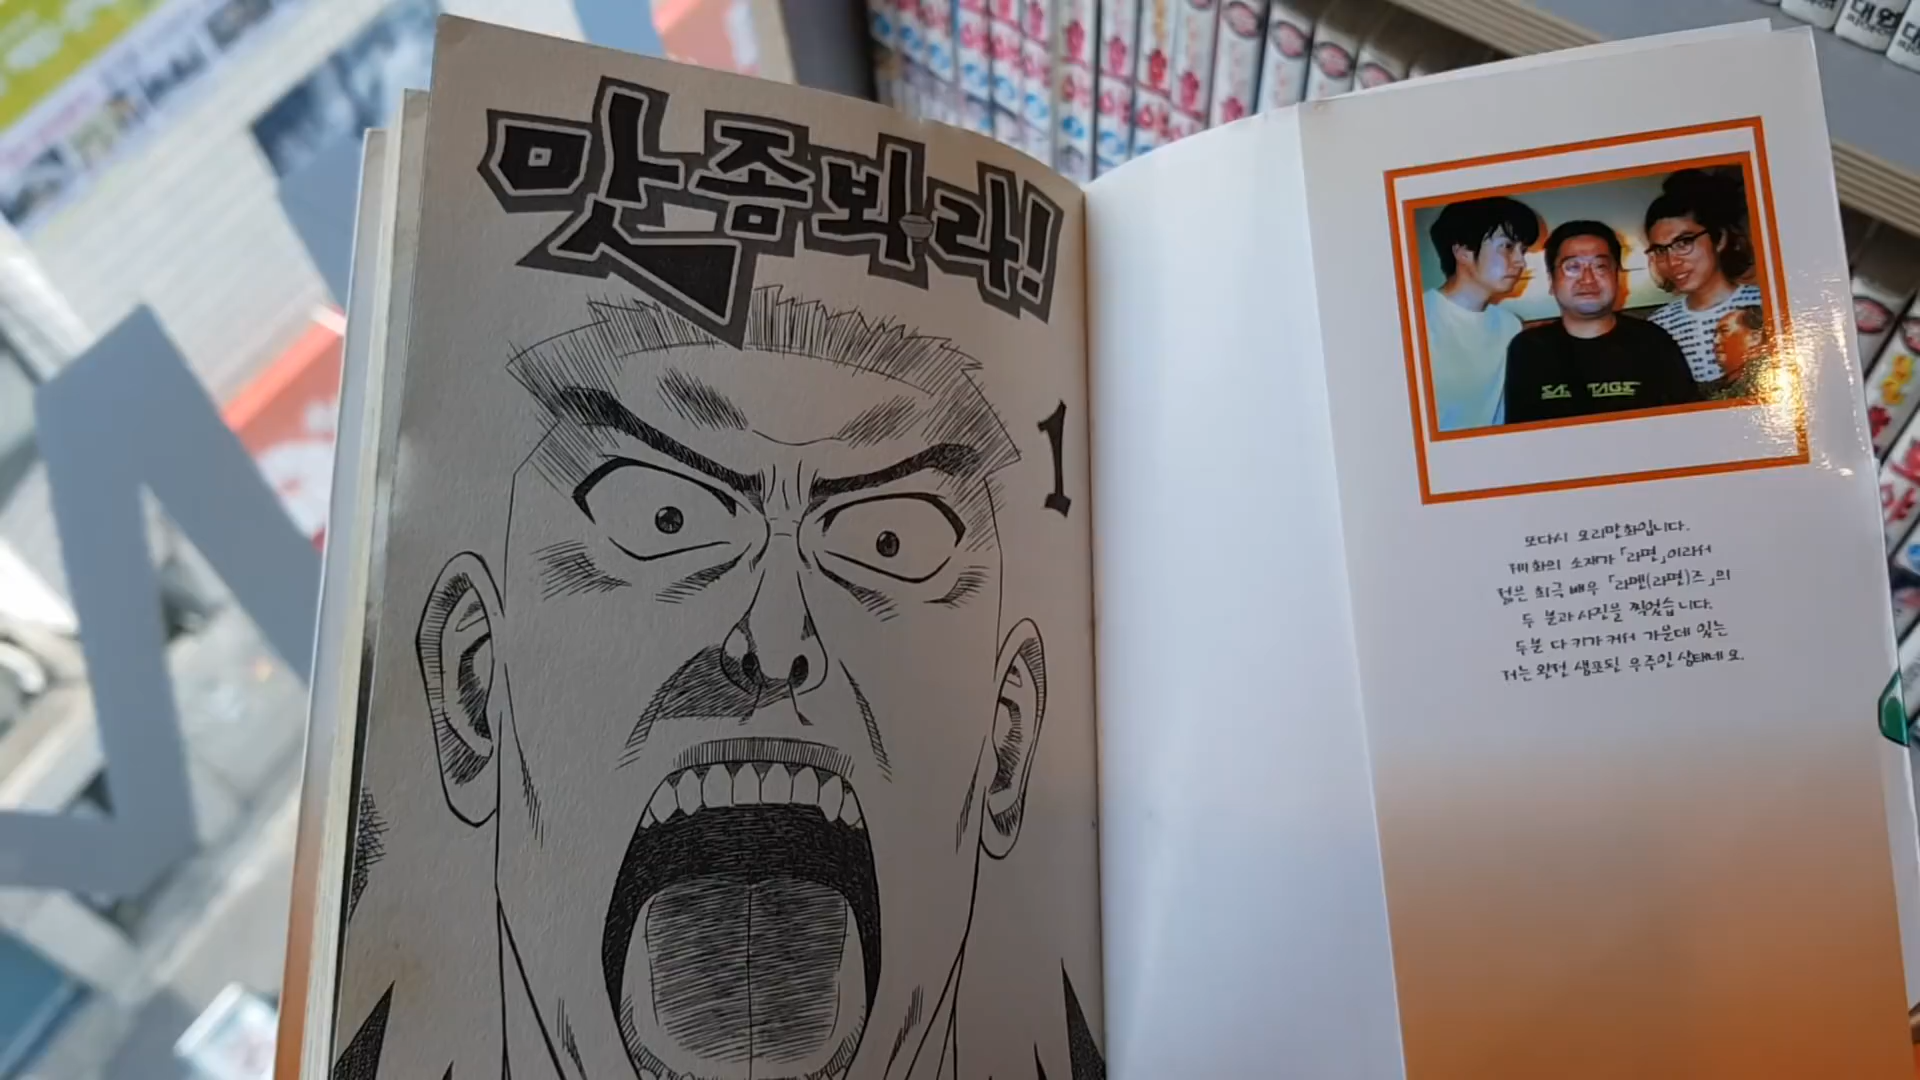 맛좀봐라!
1
또다시 요리만화입니다.
제1화의 소재가 「라면」이라서
젊은 희극 배우 「라멘(라면)즈」의
두 분과 사진을 찍었습니다.
두분 다 키가 커서 가운데 있는
저는 완전 생포된 우주인 상태네요.
대원